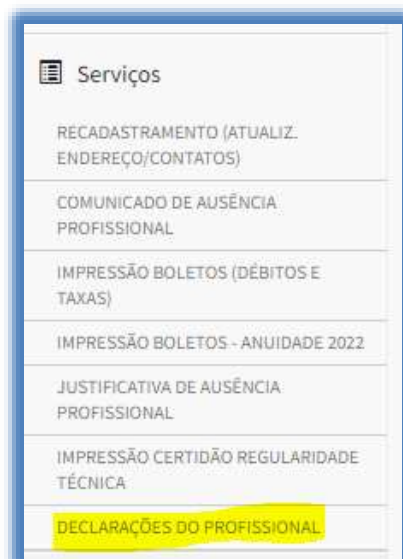 Serviços
RECADASTRAMENTO (ATUALIZ.
ENDEREÇO/CONTATOS)
COMUNICADO DE AUSÊNCIA
PROFISSIONAL
IMPRESSÃO BOLETOS (DÉBITOS E
TAXAS)
IMPRESSÃO BOLETOS - ANUIDADE 2022
JUSTIFICATIVA DE AUSÊNCIA
PROFISSIONAL
IMPRESSÃO CERTIDÃO REGULARIDADE
TÉCNICA
DECLARAÇÕES DO PROFISSIONAL